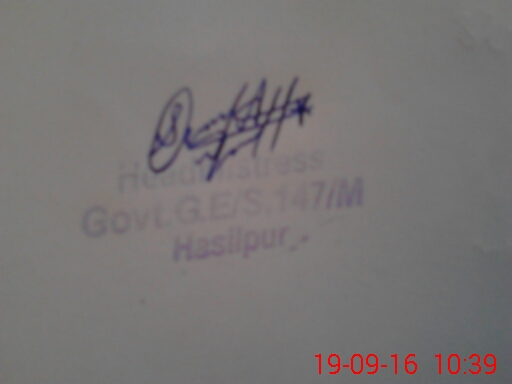 Headmistress
Govt.G.E/S.147/M
Hasilpur
19-09-16 10:39